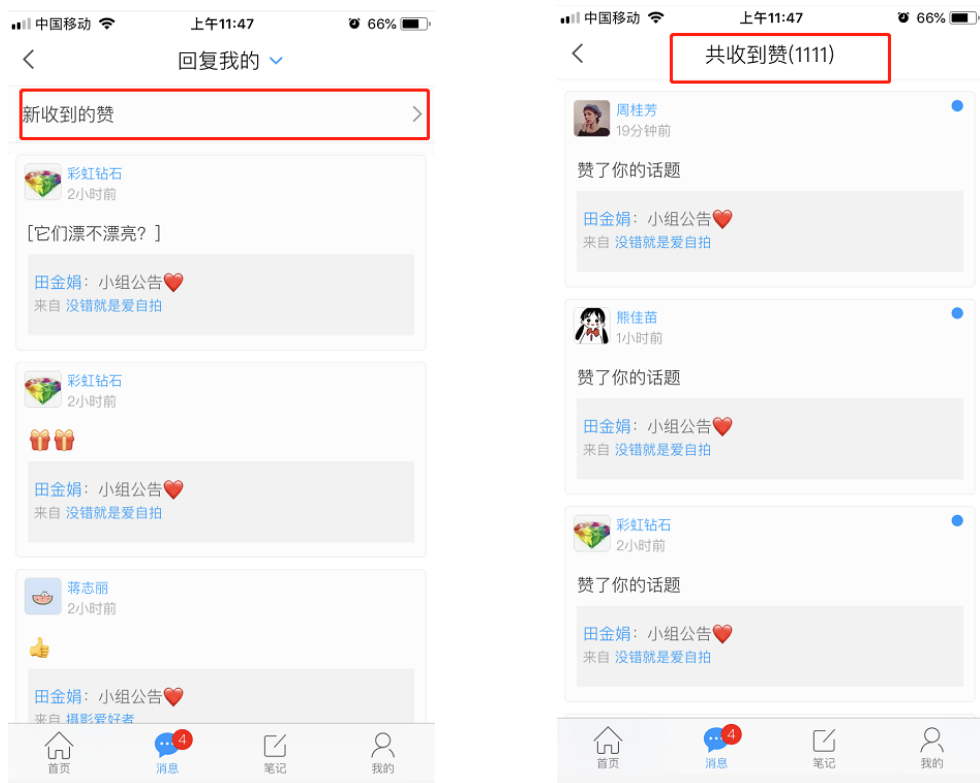 中国移动 上午11:47 66%
回复我的
新收到的赞
彩虹钻石
2小时前
[它们漂不漂亮？]
田金娟：小组公告❤️
来自 没错就是爱自拍
彩虹钻石
2小时前
🎁🎁
田金娟：小组公告❤️
来自 没错就是爱自拍
蒋志丽
2小时前
👍
田金娟：小组公告❤️
来自 摄影爱好者
4
首页 消息 笔记 我的
中国移动 上午11:47 66%
共收到赞(1111)
周桂芳
19分钟前
赞了你的话题
田金娟：小组公告❤️
来自 没错就是爱自拍
熊佳苗
1小时前
赞了你的话题
田金娟：小组公告❤️
来自 没错就是爱自拍
彩虹钻石
2小时前
赞了你的话题
田金娟：小组公告❤️
来自 没错就是爱自拍
4
首页 消息 笔记 我的